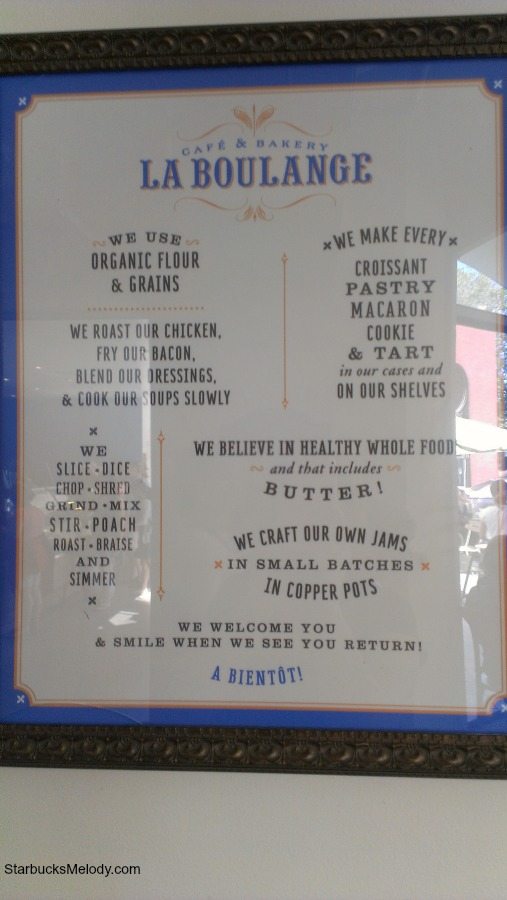 CAFÉ & BAKERY
LA BOULANGE
WE USE
ORGANIC FLOUR
& GRAINS
WE ROAST OUR CHICKEN,
FRY OUR BACON,
BLEND OUR DRESSINGS,
& COOK OUR SOUPS SLOWLY
WE MAKE EVERY
CROISSANT
PASTRY
MACARON
COOKIE
& TART
in our cases and
ON OUR SHELVES
WE
SLICE • DICE
CHOP • SHRED
GRIND • MIX
STIR • POACH
ROAST • BRAISE
AND
SIMMER
WE BELIEVE IN HEALTHY WHOLE FOOD
and that includes
BUTTER!
WE CRAFT OUR OWN JAMS
IN SMALL BATCHES
IN COPPER POTS
WE WELCOME YOU
& SMILE WHEN WE SEE YOU RETURN!
A BIENTÔT!
StarbucksMelody.com